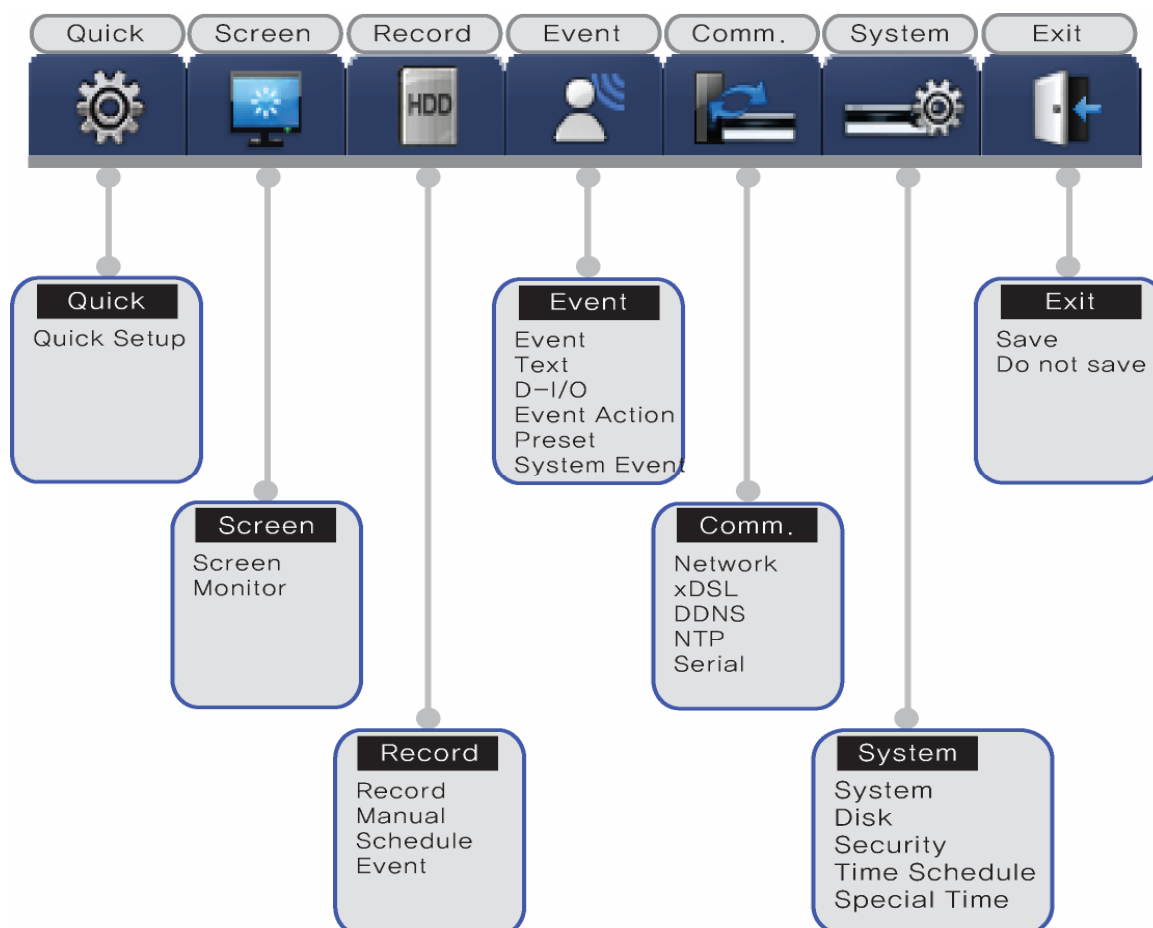 Quick
Screen
Record
Event
Comm.
System
Exit
HDD
Quick
Quick Setup
Event
Event
Text
D-I/O
Event Action
Preset
System Event
Exit
Save
Do not save
Screen
Screen
Monitor
Comm.
Network
xDSL
DDNS
NTP
Serial
Record
Record
Manual
Schedule
Event
System
System
Disk
Security
Time Schedule
Special Time